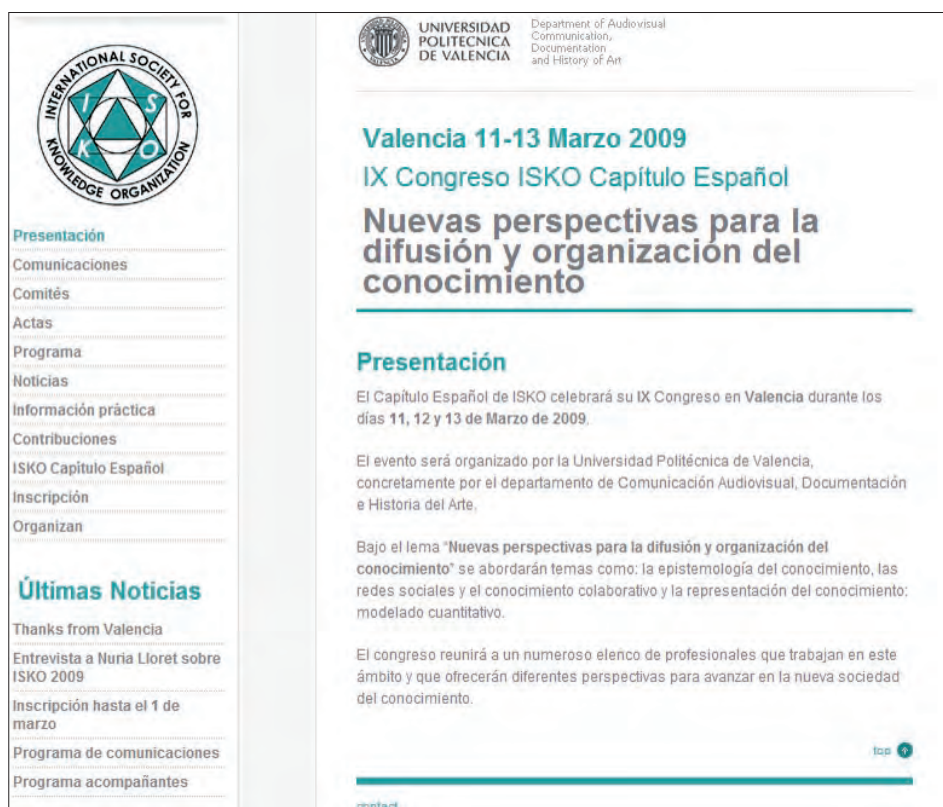 INTERNATIONAL SOCIETY FOR
KNOWLEDGE ORGANIZATION
I S
K O
Presentación
Comunicaciones
Comités
Actas
Programa
Noticias
Información práctica
Contribuciones
ISKO Capítulo Español
Inscripción
Organizan
Últimas Noticias
Thanks from Valencia
Entrevista a Nuria Lloret sobre
ISKO 2009
Inscripción hasta el 1 de
marzo
Programa de comunicaciones
Programa acompañantes
UNIVERSIDAD
POLITECNICA
DE VALENCIA
Department of Audiovisual
Communication,
Documentation
and History of Art
Valencia 11-13 Marzo 2009
IX Congreso ISKO Capítulo Español
Nuevas perspectivas para la
difusión y organización del
conocimiento
Presentación
El Capítulo Español de ISKO celebrará su IX Congreso en Valencia durante los
días 11, 12 y 13 de Marzo de 2009.
El evento será organizado por la Universidad Politécnica de Valencia,
concretamente por el departamento de Comunicación Audiovisual, Documentación
e Historia del Arte.
Bajo el lema "Nuevas perspectivas para la difusión y organización del
conocimiento" se abordarán temas como: la epistemología del conocimiento, las
redes sociales y el conocimiento colaborativo y la representación del conocimiento:
modelado cuantitativo.
El congreso reunirá a un numeroso elenco de profesionales que trabajan en este
ámbito y que ofrecerán diferentes perspectivas para avanzar en la nueva sociedad
del conocimiento.
top
contact